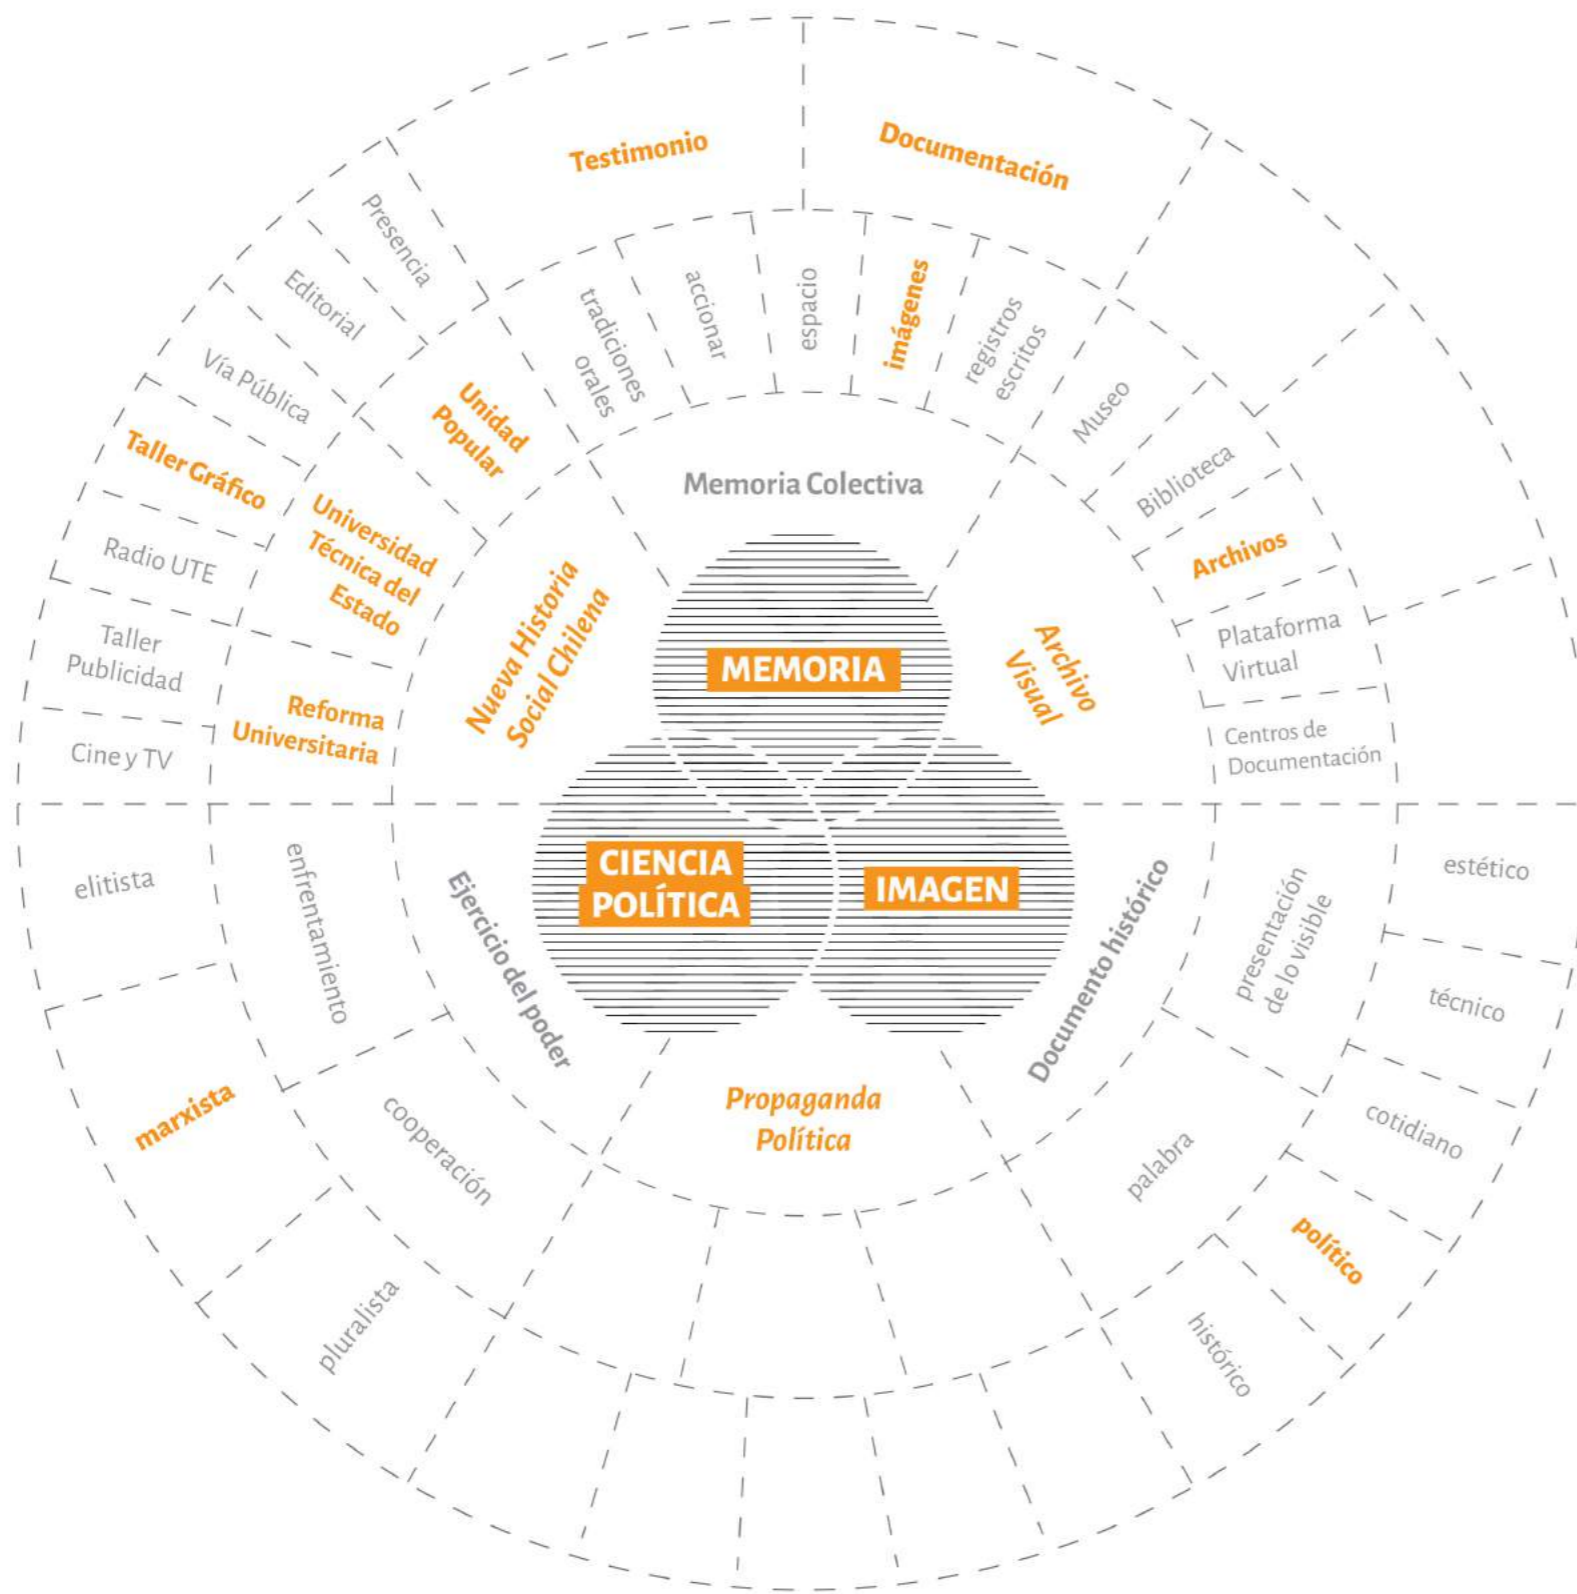 Testimonio
Documentación
Presencia
Editorial
Vía Pública
Taller Gráfico
Radio UTE
Taller
Publicidad
Cine y TV
Unidad
Popular
Universidad
Técnica del
Estado
Reforma
Universitaria
tradiciones
orales
accionar
espacio
imágenes
registros
escritos
Museo
Biblioteca
Archivos
Plataforma
Virtual
Centros de
Documentación
Memoria Colectiva
Nueva Historia
Social Chilena
Archivo
Visual
MEMORIA
CIENCIA
POLÍTICA
IMAGEN
Ejercicio del poder
Documento histórico
Propaganda
Política
elitista
marxista
pluralista
enfrentamiento
cooperación
presentación
de lo visible
palabra
estético
técnico
cotidiano
político
histórico